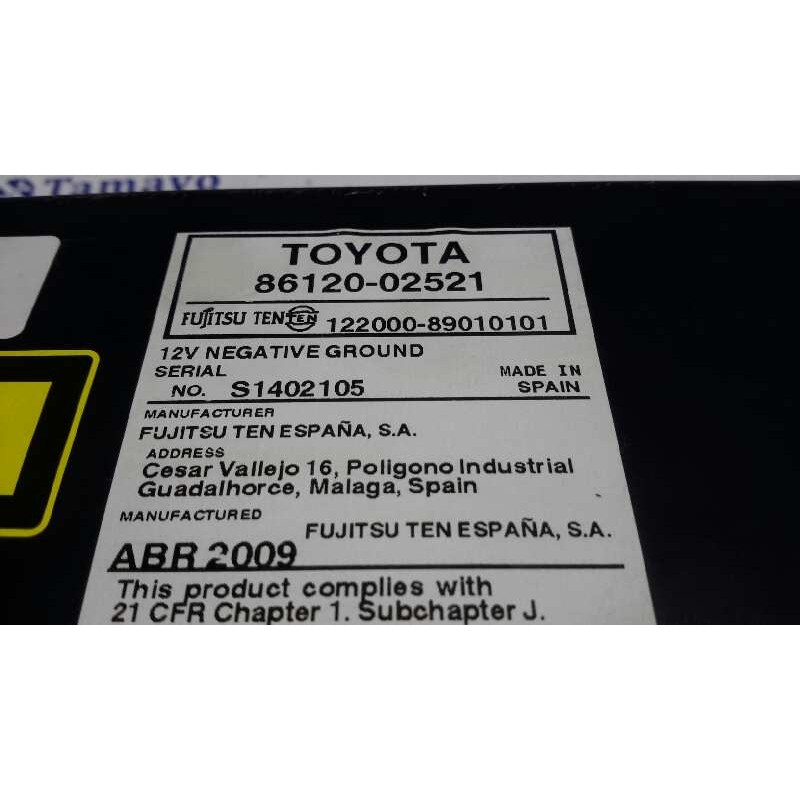 Tamayo
TOYOTA
86120-02521
FUJITSU TEN TEN 122000-89010101
12V NEGATIVE GROUND
SERIAL MADE IN
NO. S1402105 SPAIN
MANUFACTURER
FUJITSU TEN ESPAÑA, S.A.
ADDRESS
Cesar Vallejo 16, Poligono Industrial
Guadalhorce, Malaga, Spain
MANUFACTURED
FUJITSU TEN ESPAÑA, S.A.
ABR 2009
This product complies with
21 CFR Chapter 1. Subchapter J.